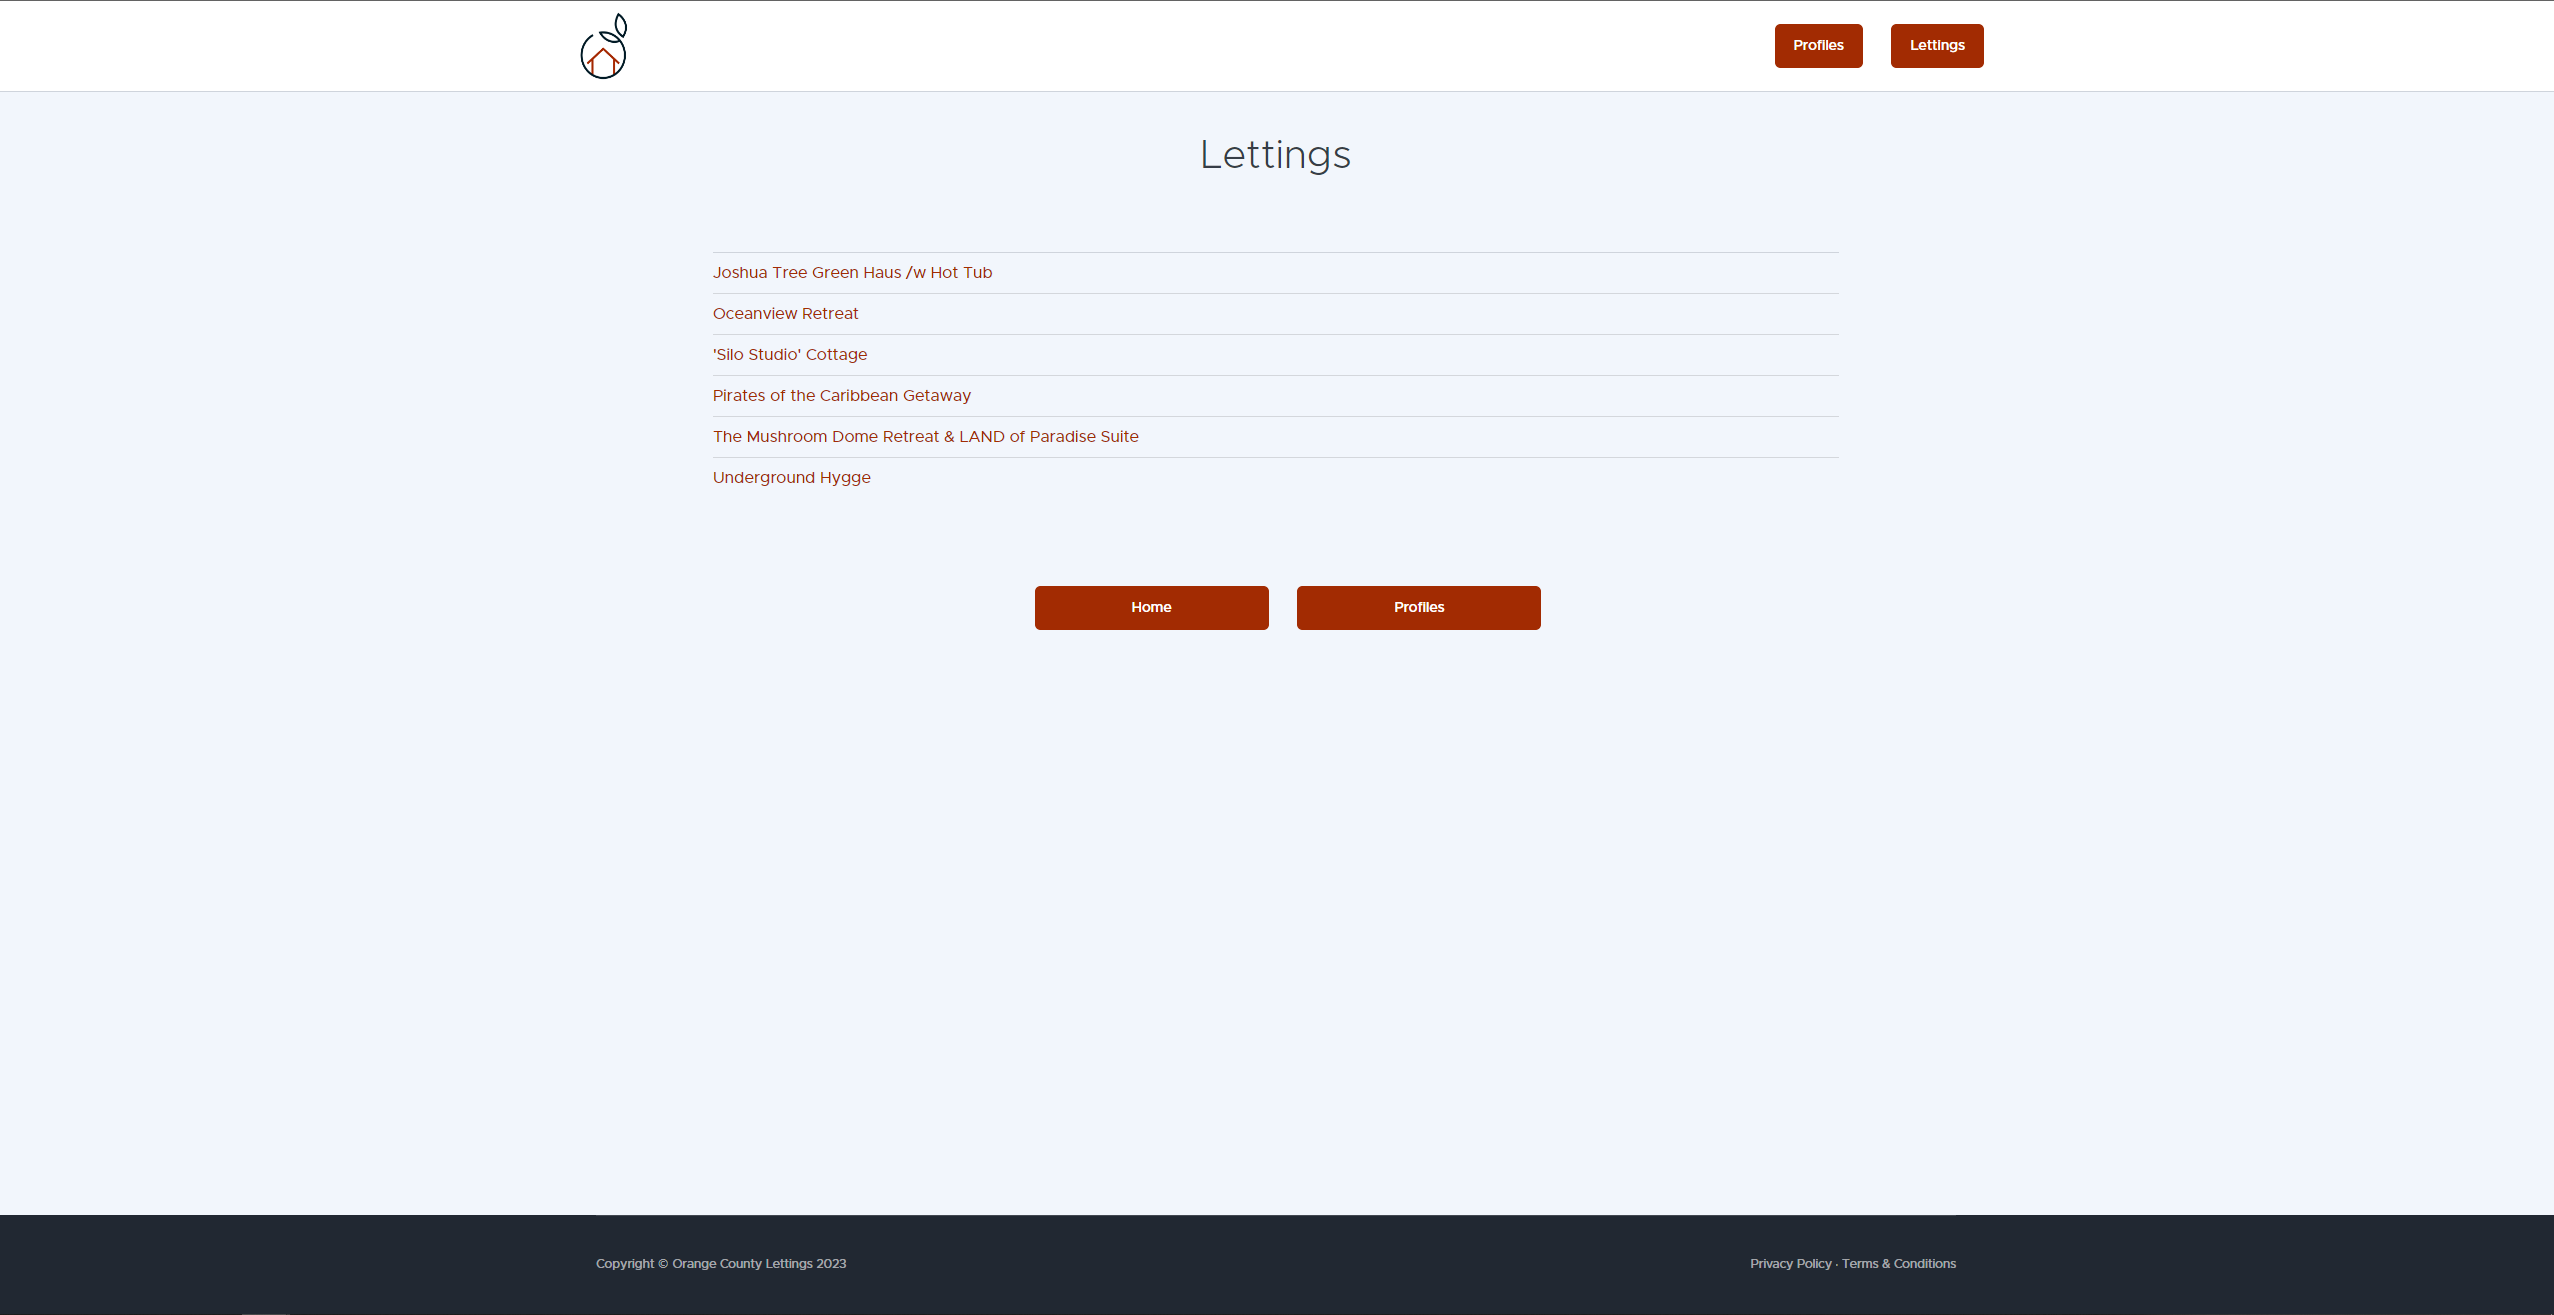 Profiles Lettings
Lettings
Joshua Tree Green Haus /w Hot Tub
Oceanview Retreat
'Silo Studio' Cottage
Pirates of the Caribbean Getaway
The Mushroom Dome Retreat & LAND of Paradise Suite
Underground Hygge
Home Profiles
Copyright © Orange County Lettings 2023 Privacy Policy · Terms & Conditions